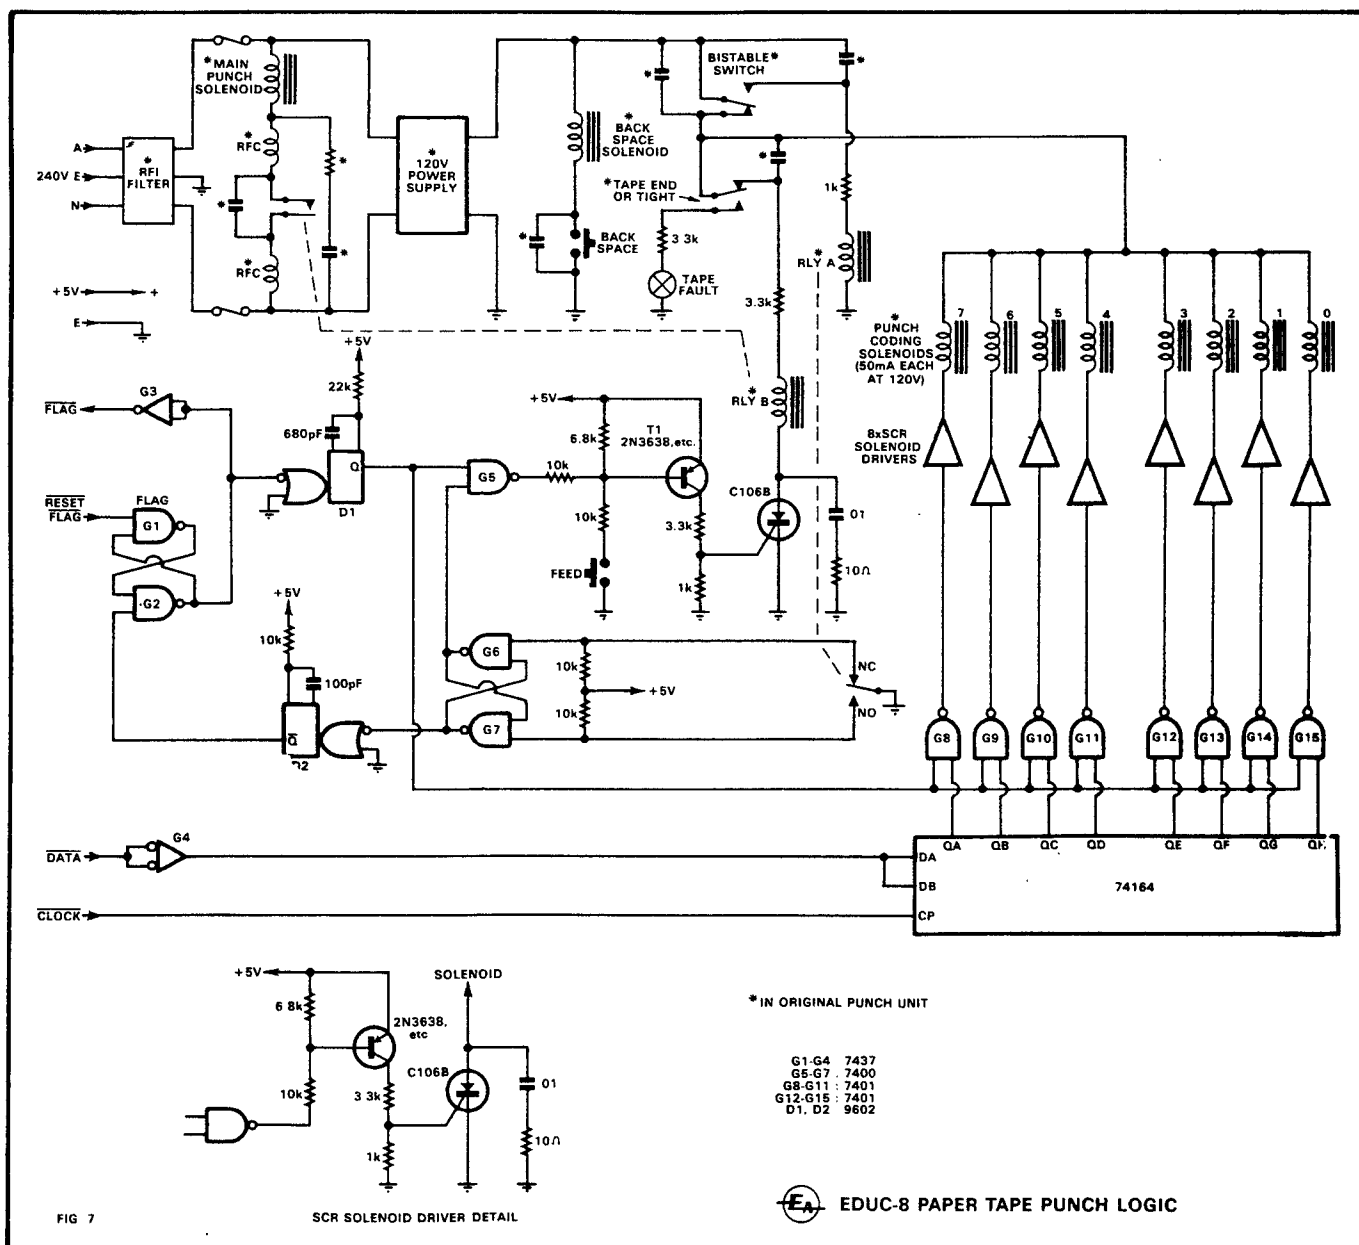 *MAIN
PUNCH
SOLENOID
*
RFC
A
240V E
N
*
RFI
FILTER
*
*
*
*
RFC
+5V
+
E
*
120V
POWER
SUPPLY
*
BACK
SPACE
SOLENOID
*
BACK
SPACE
*
BISTABLE*
SWITCH
*
*
*TAPE END
OR TIGHT
3 3k
TAPE
FAULT
1k
*
RLY A
3.3k
*
RLY B
*
PUNCH
CODING
SOLENOIDS
(50mA EACH
AT 120V)
7
6
5
4
3
2
1
0
8xSCR
SOLENOID
DRIVERS
+5V
22k
680pF
Q
D1
G3
FLAG
RESET
FLAG
FLAG
G1
G2
+5V
10k
100pF
Q
G5
10k
+5V
6.8k
10k
FEED
T1
2N3638,etc.
3.3k
1k
C106B
01
10Ω
G6
G7
10k
10k
+5V
NC
NO
G8
G9
G10
G11
G12
G13
G14
G15
DATA
G4
CLOCK
DA
DB
CP
QA
QB
QC
QD
QE
QF
QG
74164
+5V
6 8k
10k
2N3638,
etc
3 3k
1k
SOLENOID
C106B
01
10Ω
*IN ORIGINAL PUNCH UNIT
G1-G4 7437
G5-G7 . 7400
G8-G11 : 7401
G12-G15 : 7401
D1, D2 9602
FIG 7
SCR SOLENOID DRIVER DETAIL
EA EDUC-8 PAPER TAPE PUNCH LOGIC